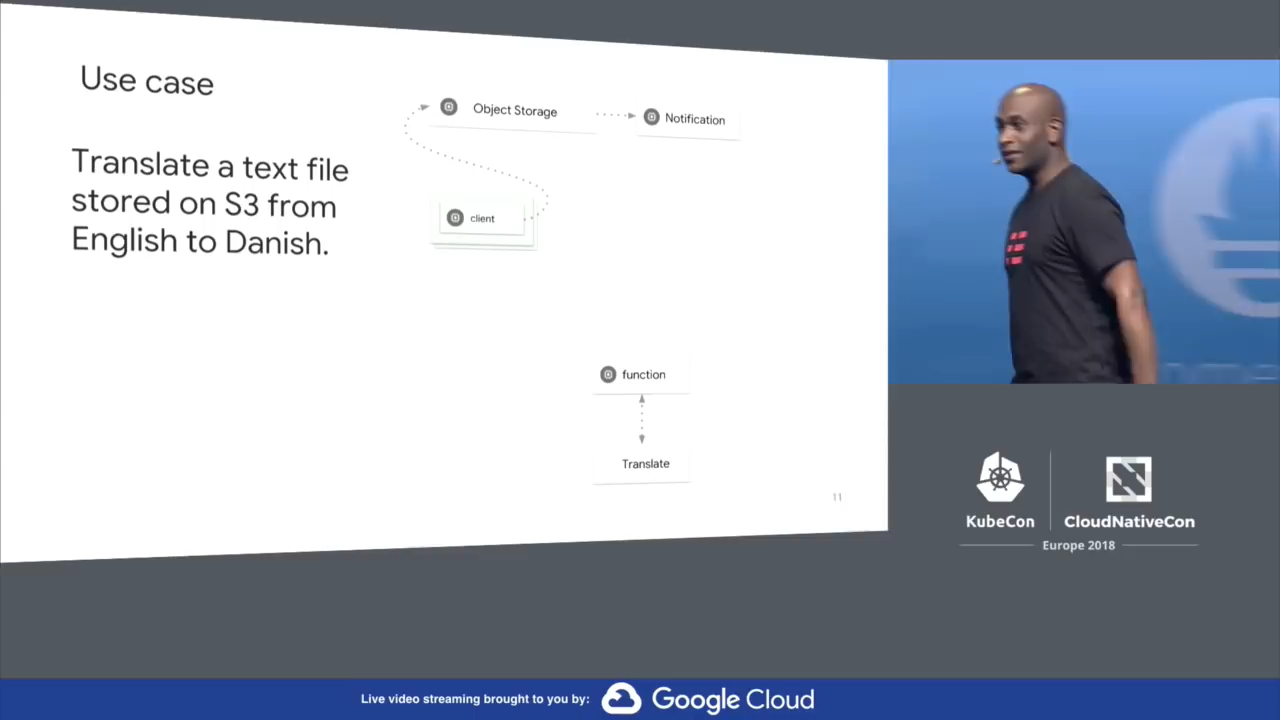 Use case
Translate a text file
stored on S3 from
English to Danish.
Object Storage
Notification
client
function
Translate
11
KubeCon
CloudNativeCon
Europe 2018
Live video streaming brought to you by:
Google Cloud